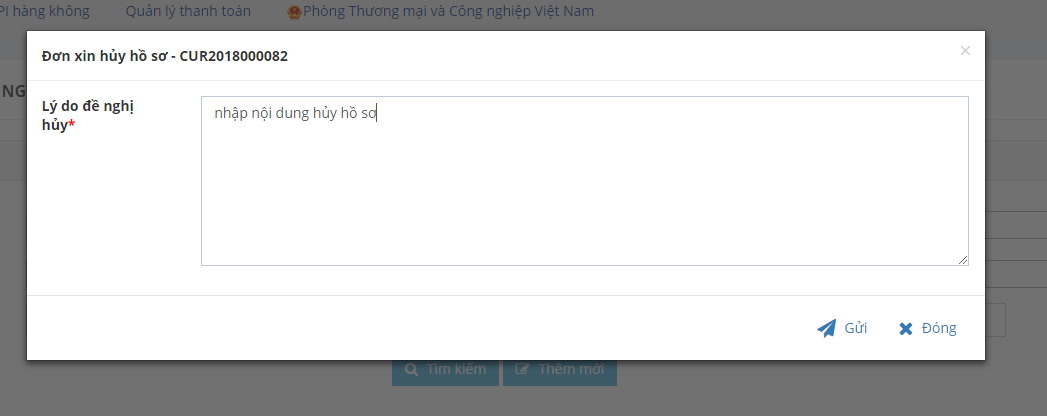 PI hàng không Quản lý thanh toán Phòng Thương mại và Công nghiệp Việt Nam
Đơn xin hủy hồ sơ - CUR2018000082 ×
NG
Lý do đề nghị
hủy*
nhập nội dung hủy hồ sơ
Gửi Đóng
Tìm kiếm Thêm mới